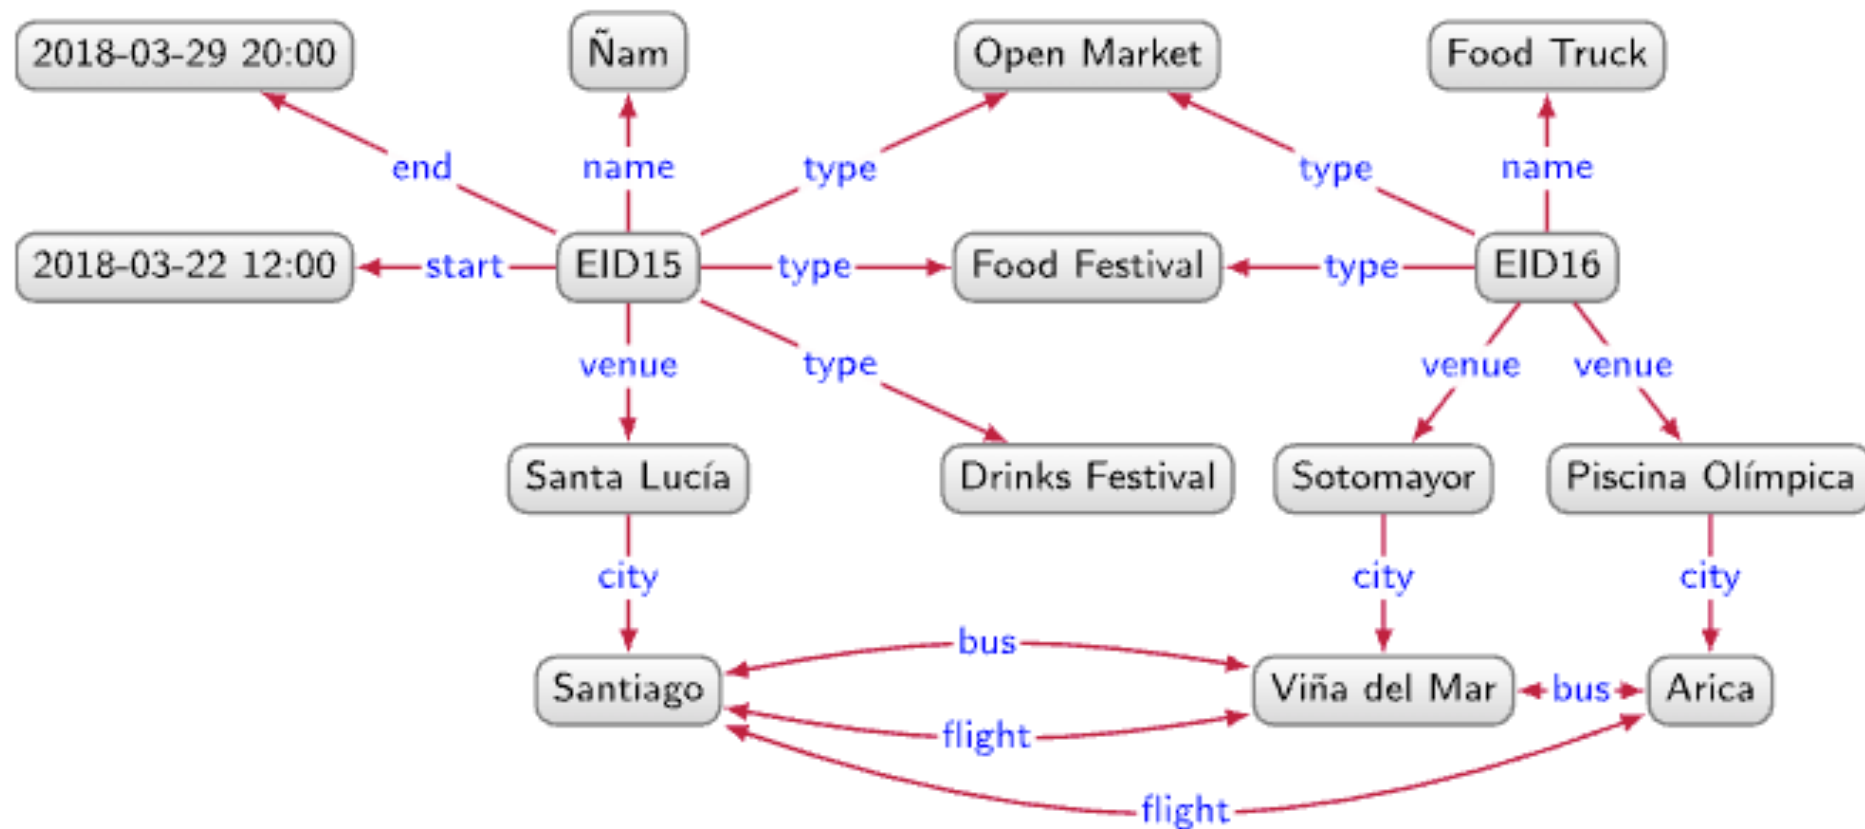 2018-03-29 20:00
Ñam
Open Market
Food Truck
end
name
type
type
name
2018-03-22 12:00
start
EID15
type
Food Festival
type
EID16
venue
type
venue
venue
Santa Lucía
Drinks Festival
Sotomayor
Piscina Olímpica
city
city
city
bus
Santiago
Viña del Mar
bus
Arica
flight
flight